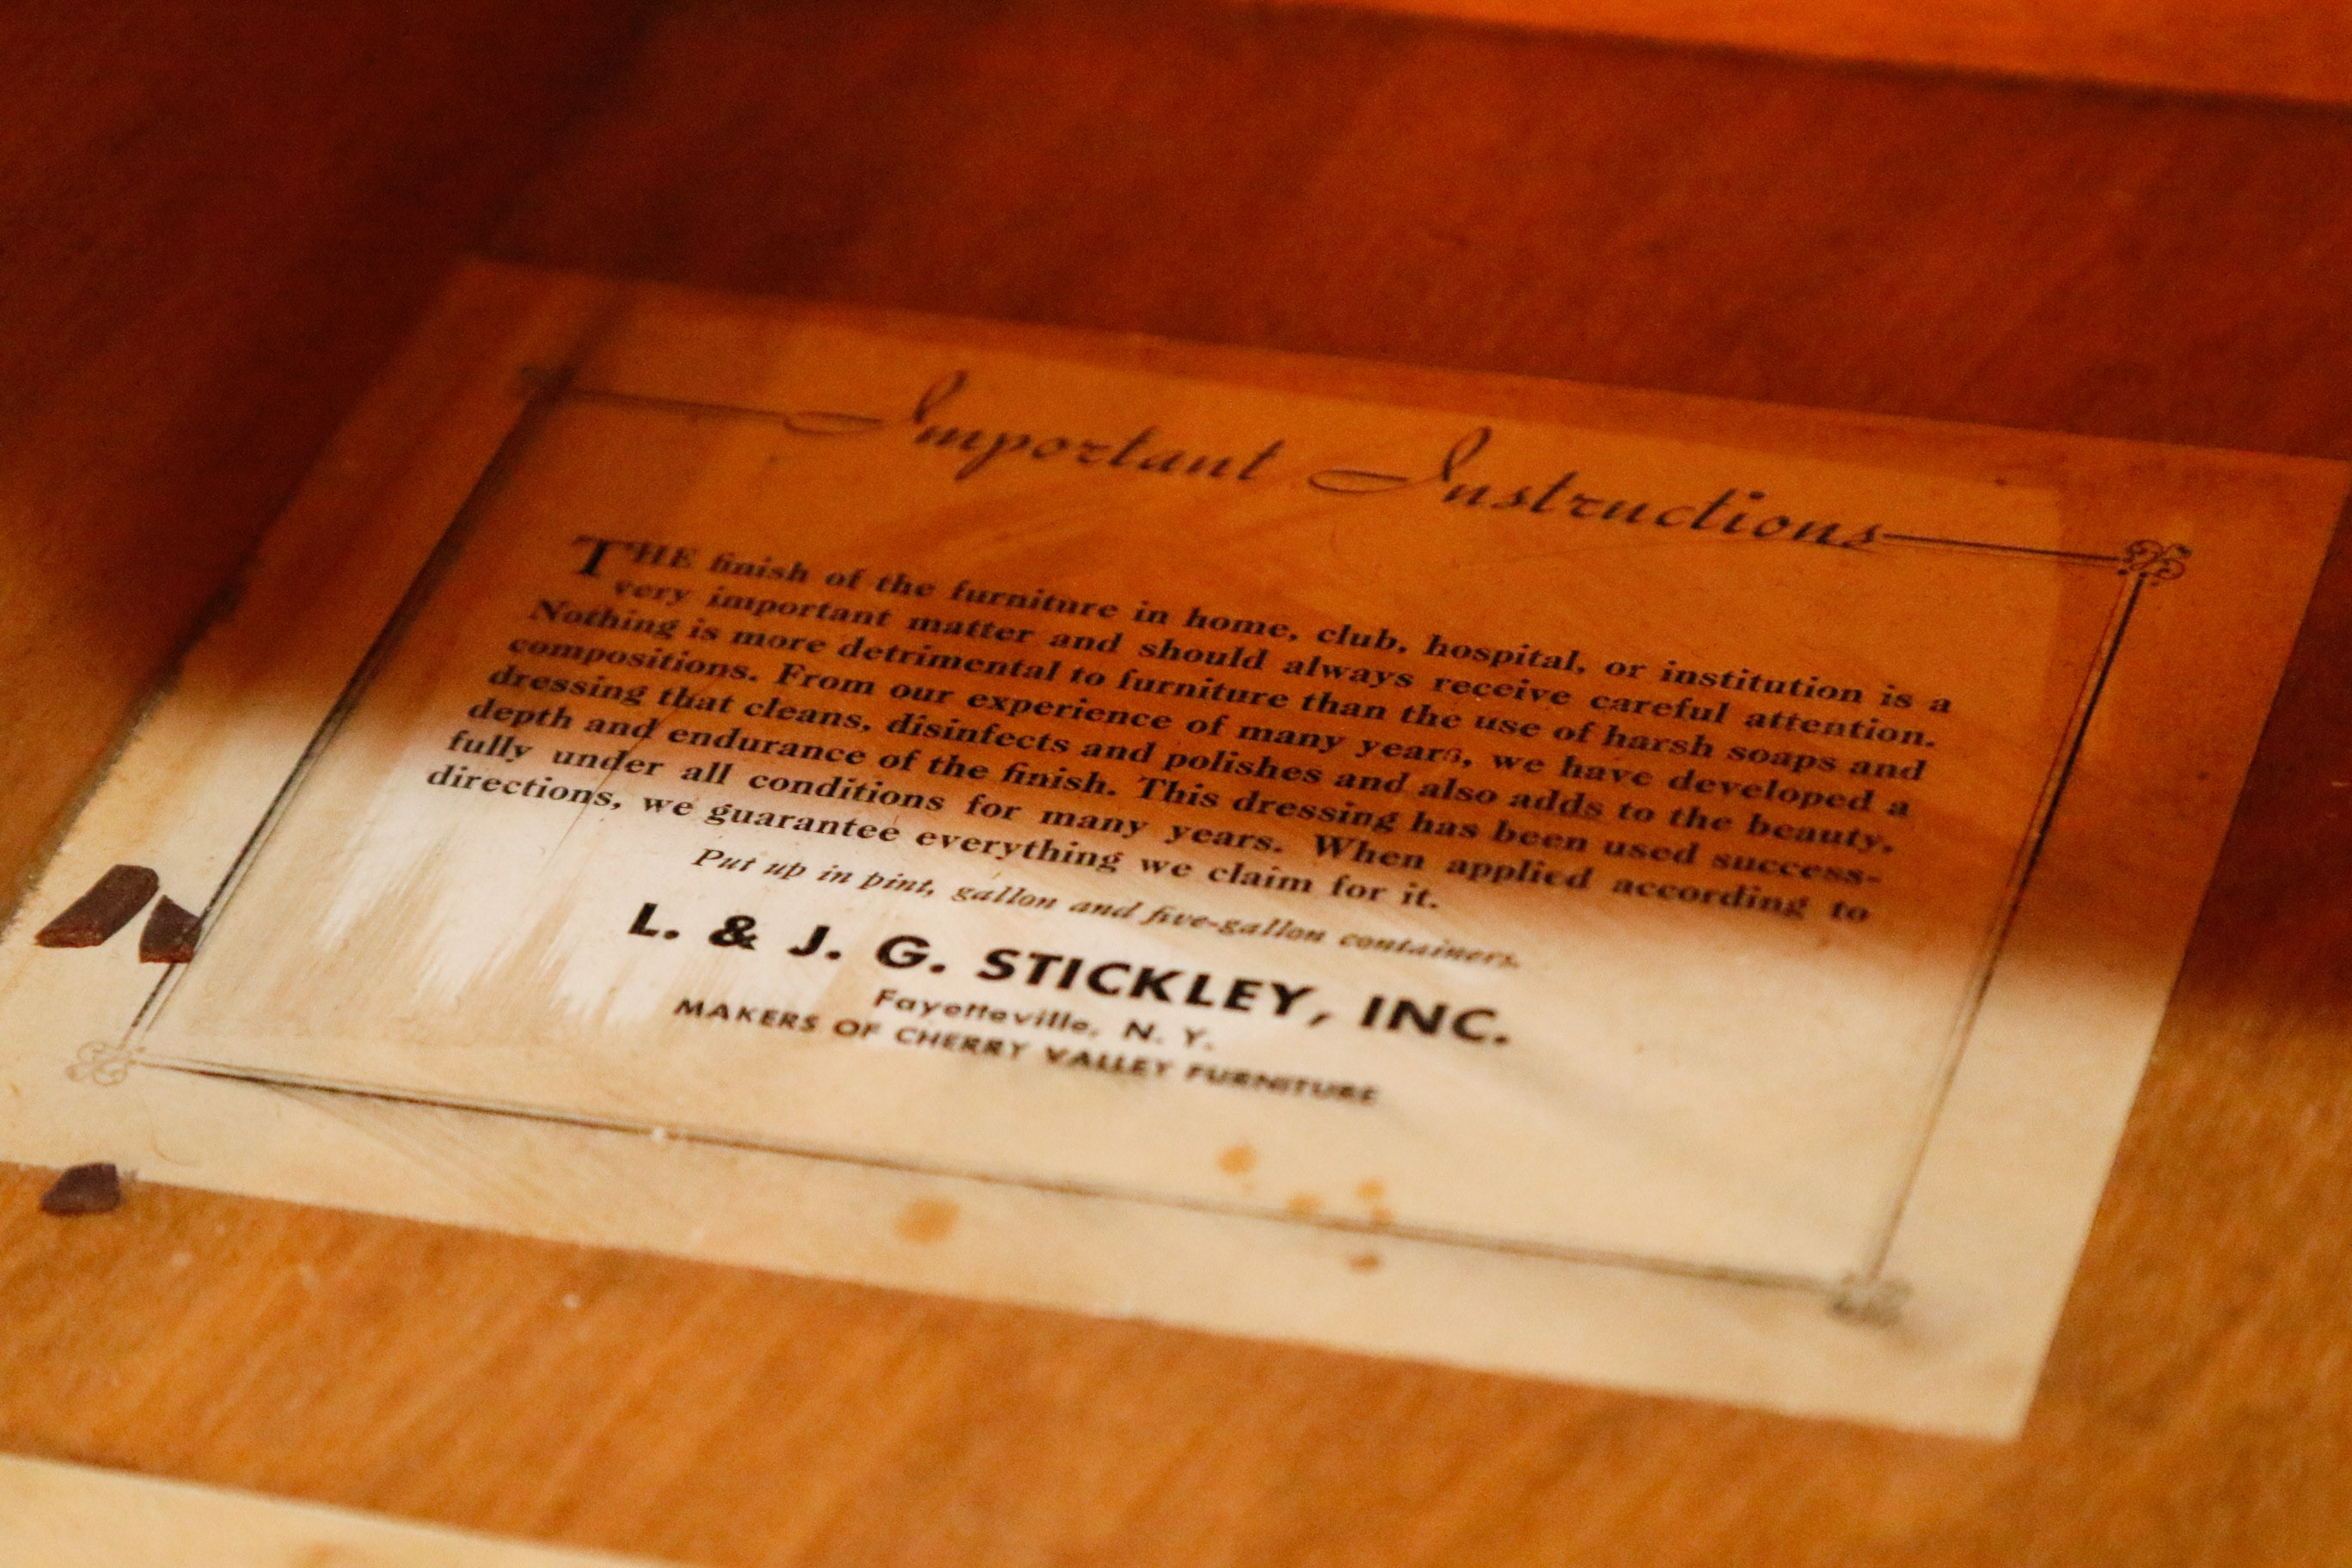 Important Instructions
THE finish of the furniture in home, club, hospital, or institution is a
very important matter and should always receive careful attention.
Nothing is more detrimental to furniture than the use of harsh soaps and
compositions. From our experience of many years, we have developed a
dressing that cleans, disinfects and polishes and also adds to the beauty,
depth and endurance of the finish. This dressing has been used success-
fully under all conditions for many years. When applied according to
directions, we guarantee everything we claim for it.
Put up in pint, gallon and five-gallon containers.
L. & J. G. STICKLEY, INC.
Fayetteville, N. Y.
MAKERS OF CHERRY VALLEY FURNITURE